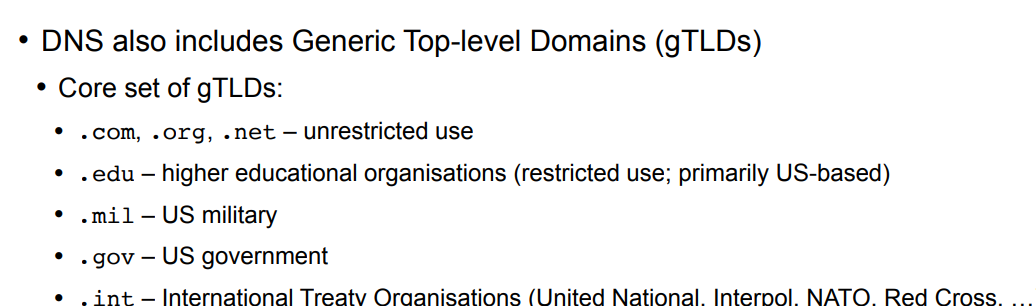 • DNS also includes Generic Top-level Domains (gTLDs)
• Core set of gTLDs:
• .com, .org, .net – unrestricted use
• .edu – higher educational organisations (restricted use; primarily US-based)
• .mil – US military
• .gov – US government
• .int – International Treaty Organisations (United National, Interpol, NATO, Red Cross, …